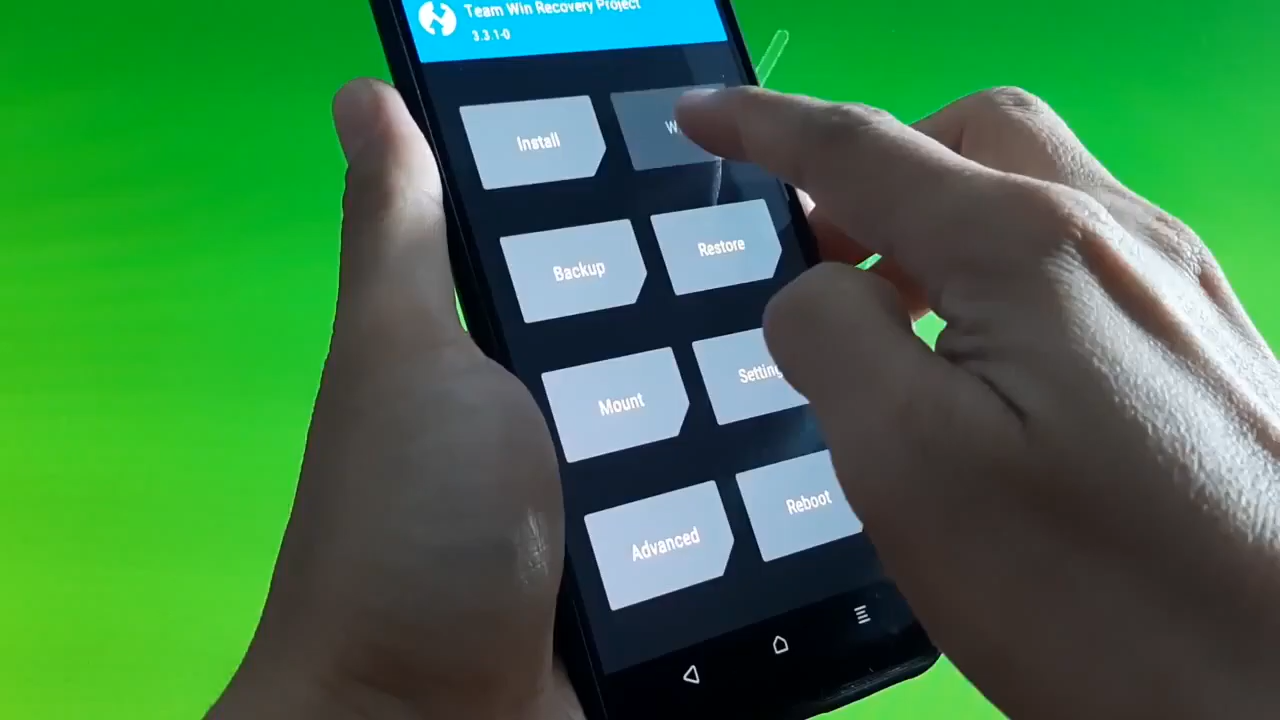 Team Win Recovery Project
3.3.1-0
Install
Backup
Restore
Mount
Advanced
Reboot